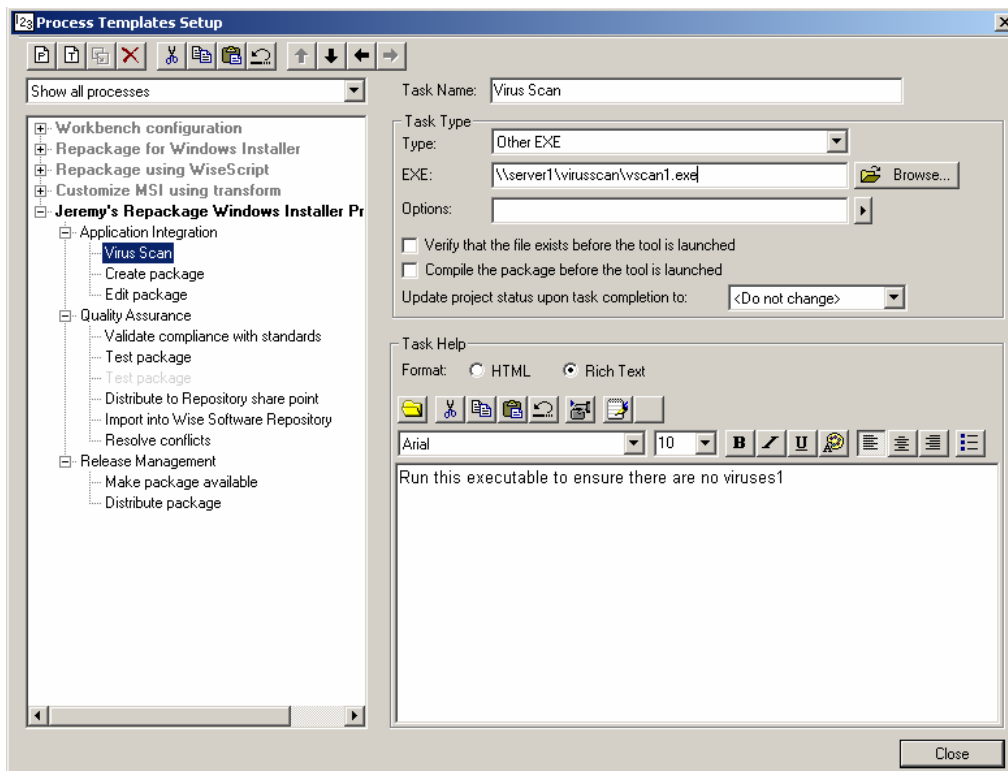 Process Templates Setup
Show all processes
Workbench configuration
Repackage for Windows Installer
Repackage using WiseScript
Customize MSI using transform
Jeremy's Repackage Windows Installer Pr
Application Integration
Virus Scan
Create package
Edit package
Quality Assurance
Validate compliance with standards
Test package
Test package
Distribute to Repository share point
Import into Wise Software Repository
Resolve conflicts
Release Management
Make package available
Distribute package
Task Name: Virus Scan
Task Type
Type: Other EXE
EXE: \\server1\virusscan\vscan1.exe Browse...
Options:
Verify that the file exists before the tool is launched
Compile the package before the tool is launched
Update project status upon task completion to: <Do not change>
Task Help
Format: HTML Rich Text
Arial 10 B I U
Run this executable to ensure there are no viruses1
Close